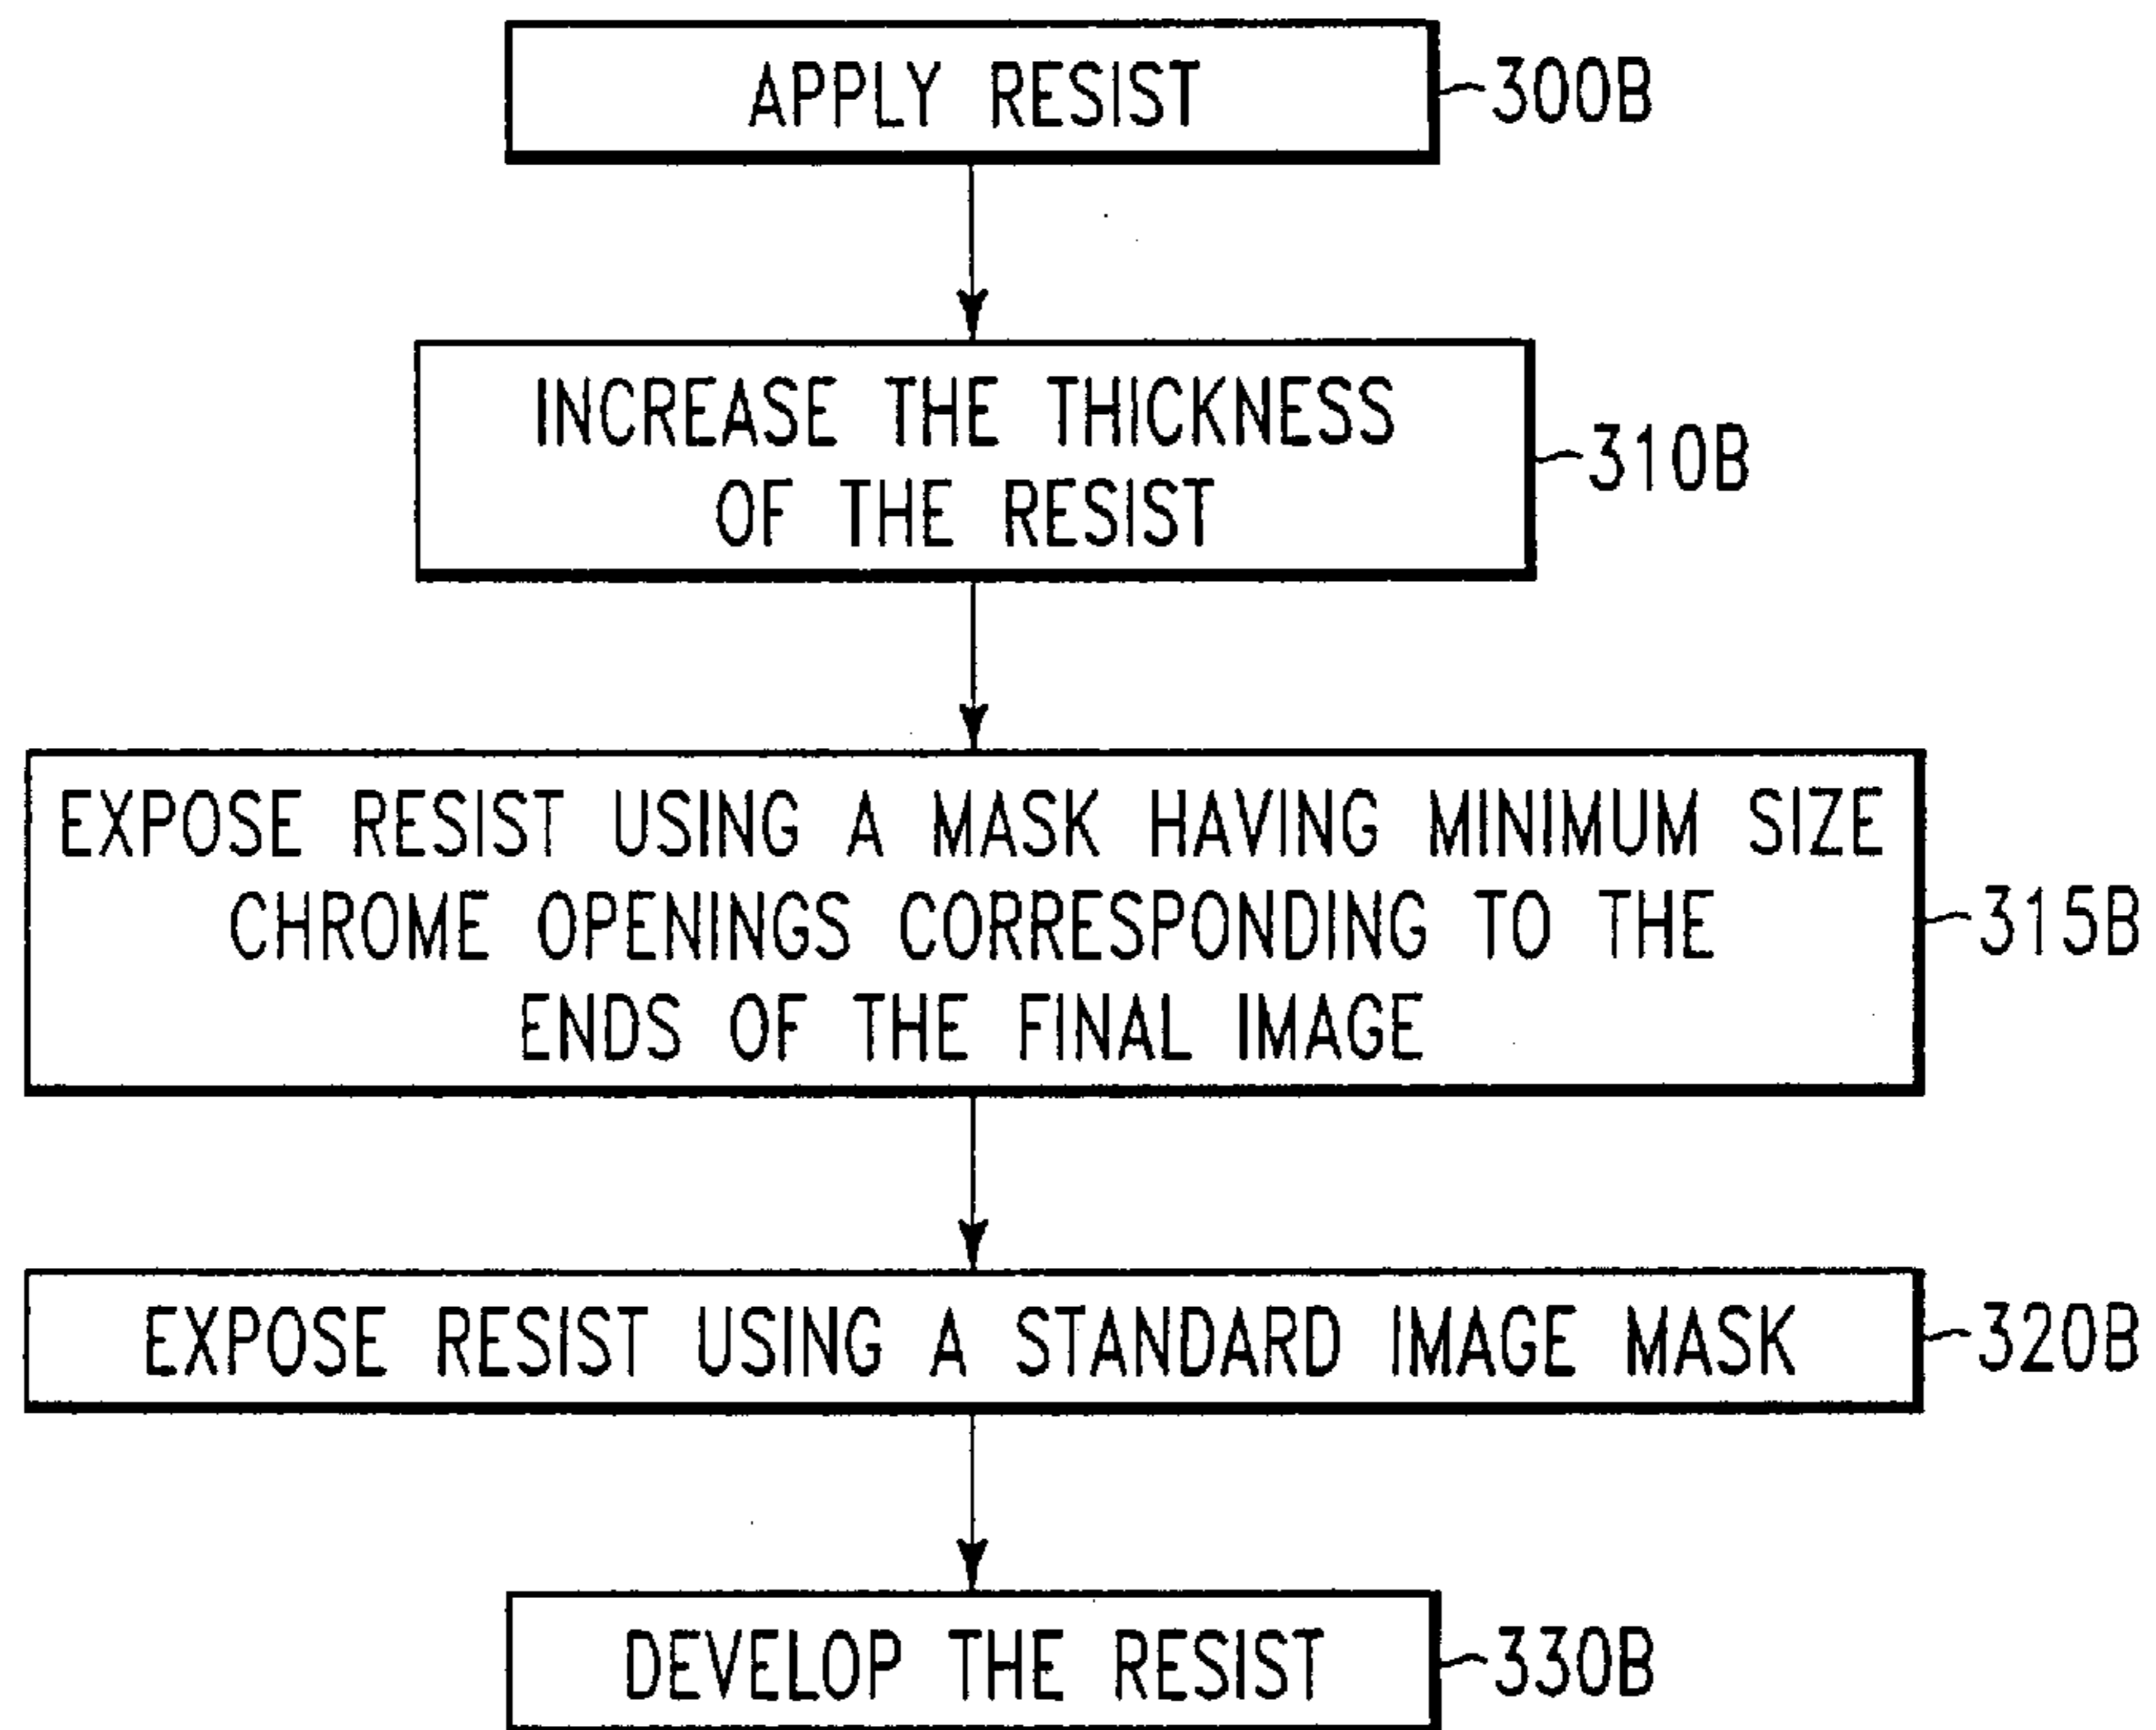 APPLY RESIST
300B
INCREASE THE THICKNESS
OF THE RESIST
310B
EXPOSE RESIST USING A MASK HAVING MINIMUM SIZE
CHROME OPENINGS CORRESPONDING TO THE
ENDS OF THE FINAL IMAGE
315B
EXPOSE RESIST USING A STANDARD IMAGE MASK
320B
DEVELOP THE RESIST
330B